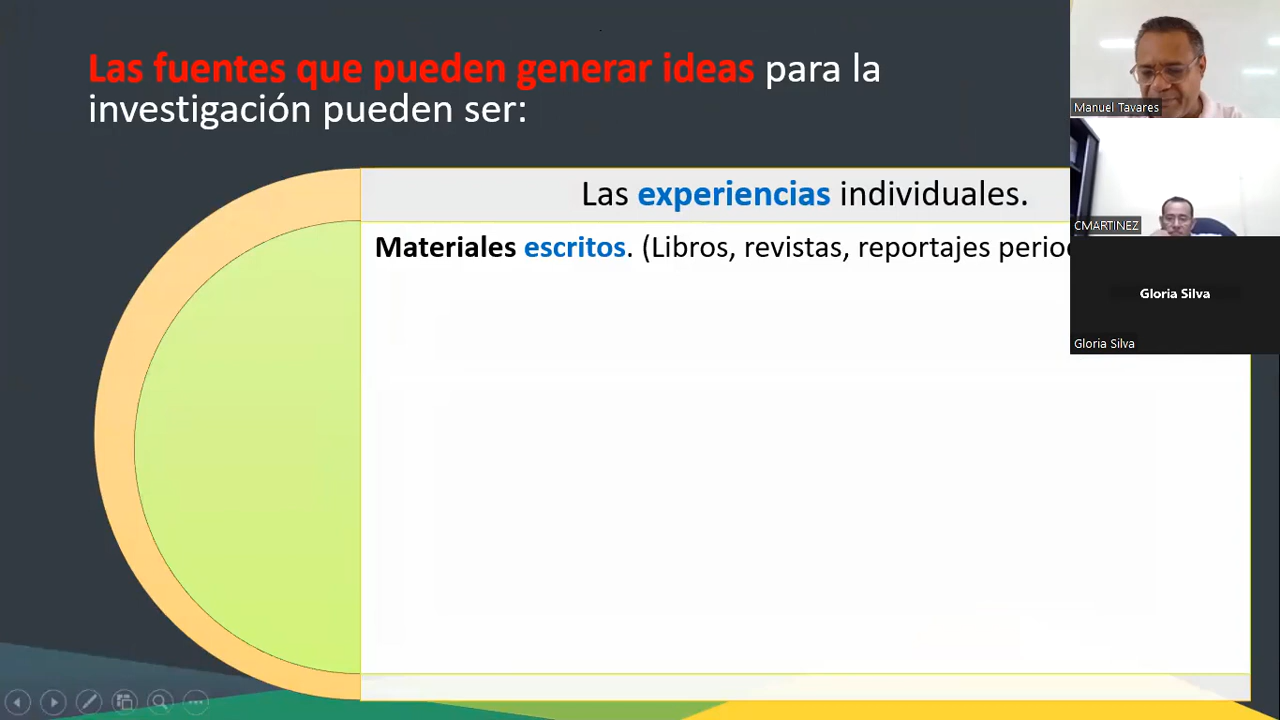 Las fuentes que pueden generar ideas para la
investigación pueden ser:
Las experiencias individuales.
Materiales escritos. (Libros, revistas, reportajes
Manuel Tavares
CMARTINEZ
Gloria Silva
Gloria Silva